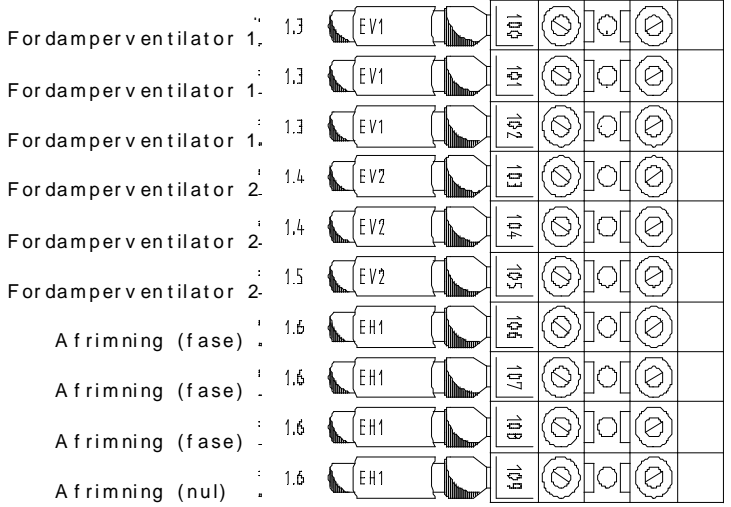 Fordamperventilator 1 1.3 EV1 100
Fordamperventilator 1 1.3 EV1 101
Fordamperventilator 1 1.3 EV1 102
Fordamperventilator 2 1.4 EV2 103
Fordamperventilator 2 1.4 EV2 104
Fordamperventilator 2 1.5 EV2 105
Afrimning (fase) 1.6 EH1 106
Afrimning (fase) 1.6 EH1 107
Afrimning (fase) 1.6 EH1 108
Afrimning (nul) 1.6 EH1 109